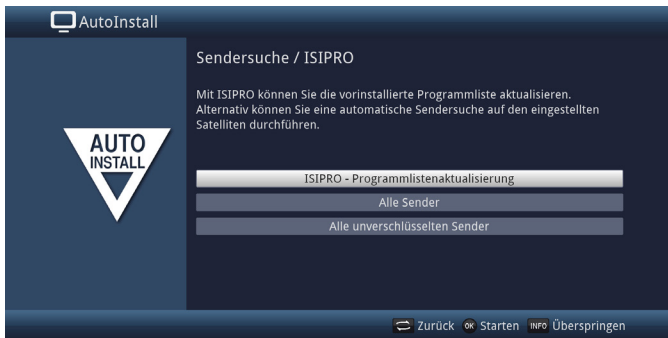 AutoInstall
Sendersuche / ISIPRO
Mit ISIPRO können Sie die vorinstallierte Programmliste aktualisieren.
Alternativ können Sie eine automatische Sendersuche auf den eingestellten
Satelliten durchführen.
AUTO
INSTALL
ISIPRO - Programmlistenaktualisierung
Alle Sender
Alle unverschlüsselten Sender
Zurück OK Starten INFO Überspringen